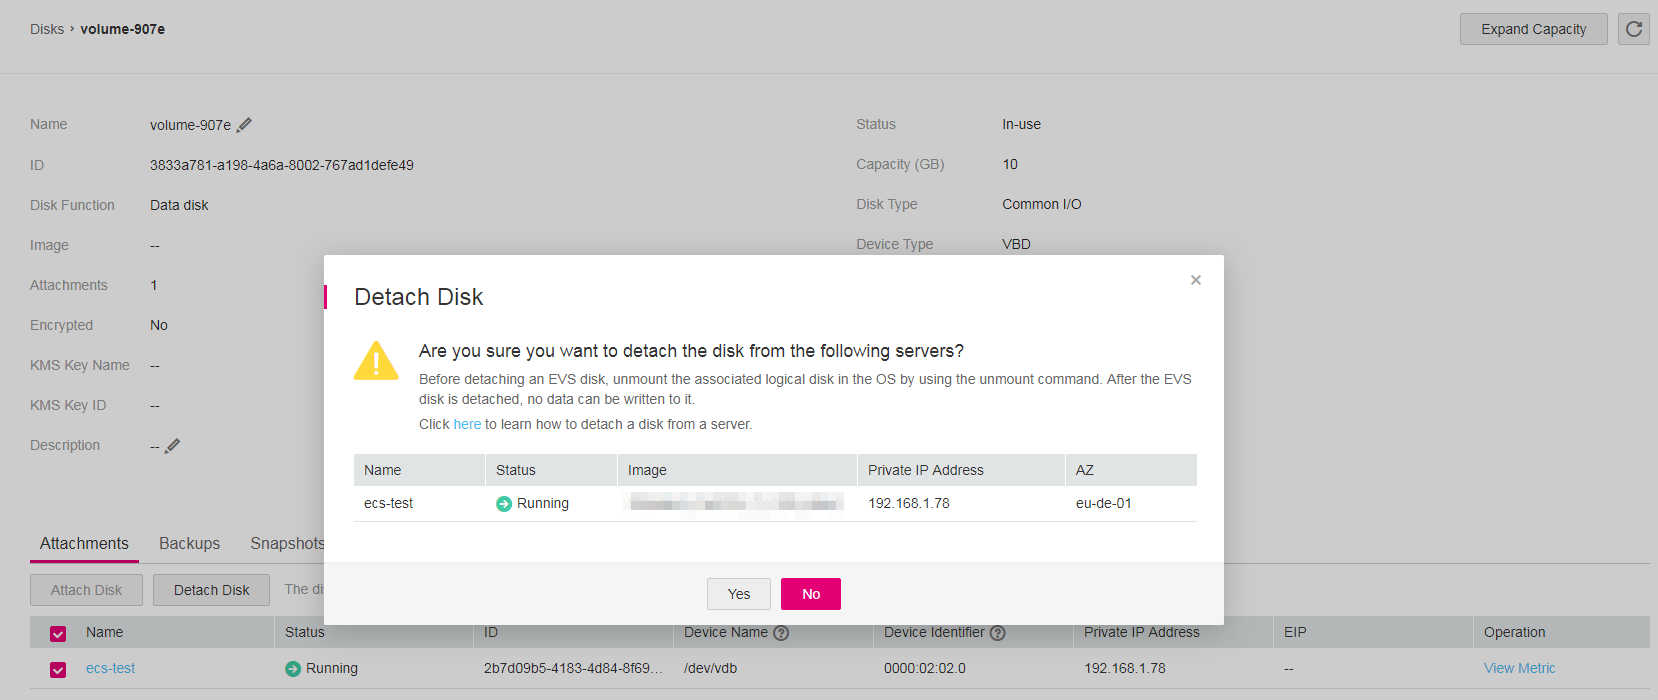 Disks › volume-907e
Expand Capacity
Name volume-907e
Status In-use
ID 3833a781-a198-4a6a-8002-767ad1defe49
Capacity (GB) 10
Disk Function Data disk
Disk Type Common I/O
Image --
Device Type VBD
Attachments 1
Encrypted No
KMS Key Name --
KMS Key ID --
Description --
Detach Disk
Are you sure you want to detach the disk from the following servers?
Before detaching an EVS disk, unmount the associated logical disk in the OS by using the unmount command. After the EVS
disk is detached, no data can be written to it.
Click here to learn how to detach a disk from a server.
Name Status Image Private IP Address AZ
ecs-test Running 192.168.1.78 eu-de-01
Yes No
Attachments Backups Snapshots
Attach Disk Detach Disk The di
Name Status ID Device Name Device Identifier Private IP Address EIP Operation
ecs-test Running 2b7d09b5-4183-4d84-8f69... /dev/vdb 0000:02:02.0 192.168.1.78 -- View Metric